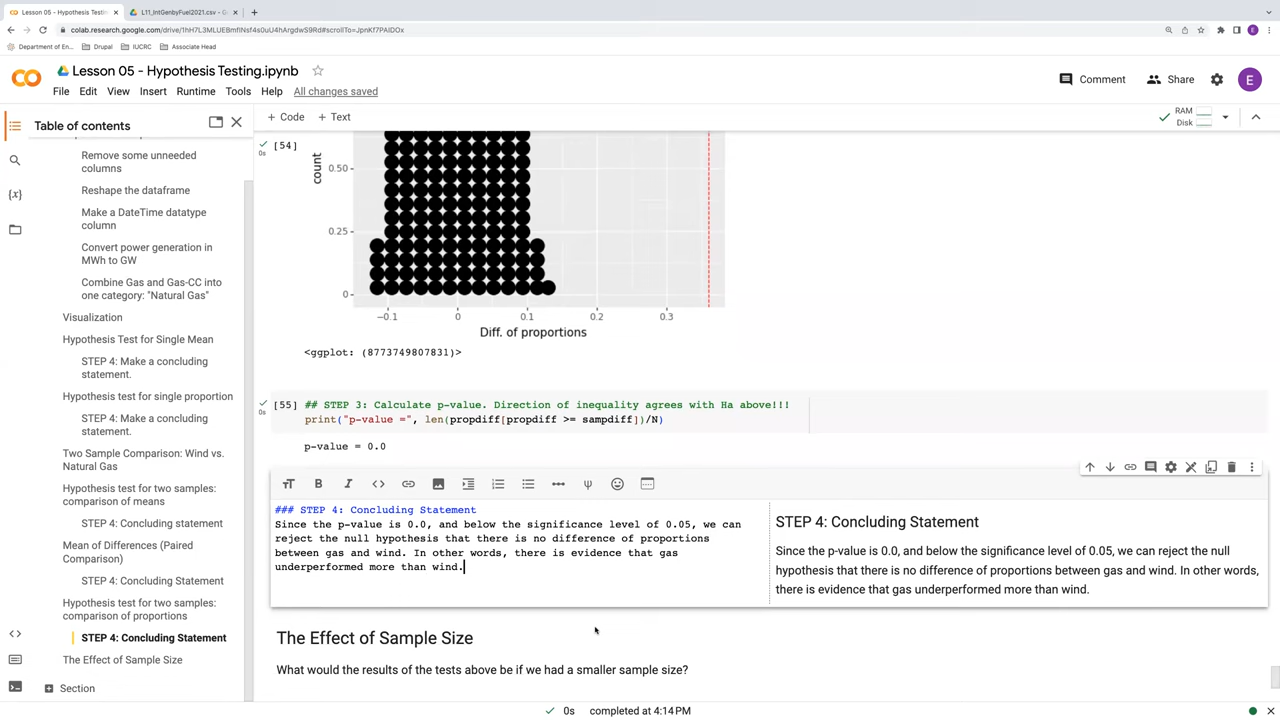 Lesson 05 - Hypothesis Testing
L11_IntGenbyFuel2021.csv - G
colab.research.google.com/drive/1hH7L3MLUEBmfINsf4s0uU4hArgdwS9Rd#scrollTo=JpnKf7PAIDOx
Department of En...
Drupal
IUCRC
Associate Head
Lesson 05 - Hypothesis Testing.ipynb
File Edit View Insert Runtime Tools Help All changes saved
Comment
Share
E
Table of contents
+ Code + Text
RAM
Disk
Remove some unneeded
columns
Reshape the dataframe
Make a DateTime datatype
column
Convert power generation in
MWh to GW
Combine Gas and Gas-CC into
one category: "Natural Gas"
Visualization
Hypothesis Test for Single Mean
STEP 4: Make a concluding
statement.
Hypothesis test for single proportion
STEP 4: Make a concluding
statement.
Two Sample Comparison: Wind vs.
Natural Gas
Hypothesis test for two samples:
comparison of means
STEP 4: Concluding statement
Mean of Differences (Paired
Comparison)
STEP 4: Concluding Statement
Hypothesis test for two samples:
comparison of proportions
STEP 4: Concluding Statement
The Effect of Sample Size
Section
[54]
0s
count
0.50
0.25
0
−0.1 0 0.1 0.2 0.3
Diff. of proportions
<ggplot: (8773749807831)>
[55]
0s
## STEP 3: Calculate p-value. Direction of inequality agrees with Ha above!!!
print("p-value =", len(propdiff[propdiff >= sampdiff])/N)
p-value = 0.0
### STEP 4: Concluding Statement
Since the p-value is 0.0, and below the significance level of 0.05, we can
reject the null hypothesis that there is no difference of proportions
between gas and wind. In other words, there is evidence that gas
underperformed more than wind.
STEP 4: Concluding Statement
Since the p-value is 0.0, and below the significance level of 0.05, we can reject the null
hypothesis that there is no difference of proportions between gas and wind. In other words,
there is evidence that gas underperformed more than wind.
The Effect of Sample Size
What would the results of the tests above be if we had a smaller sample size?
0s completed at 4:14 PM